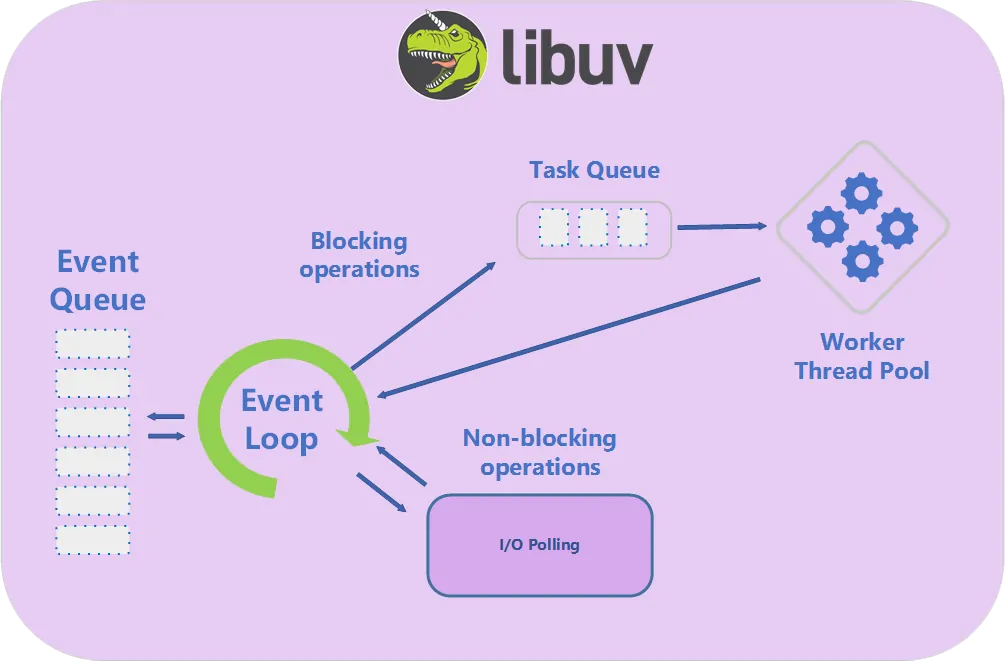 libuv
Task Queue
Blocking
operations
Event
Queue
Worker
Thread Pool
Event
Loop
Non-blocking
operations
I/O Polling